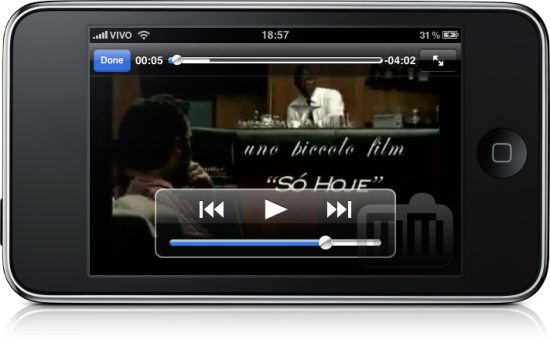 VIVO 18:57 31 %
Done 00:05 -04:02
uno piccolo film
“SÓ HOJE”